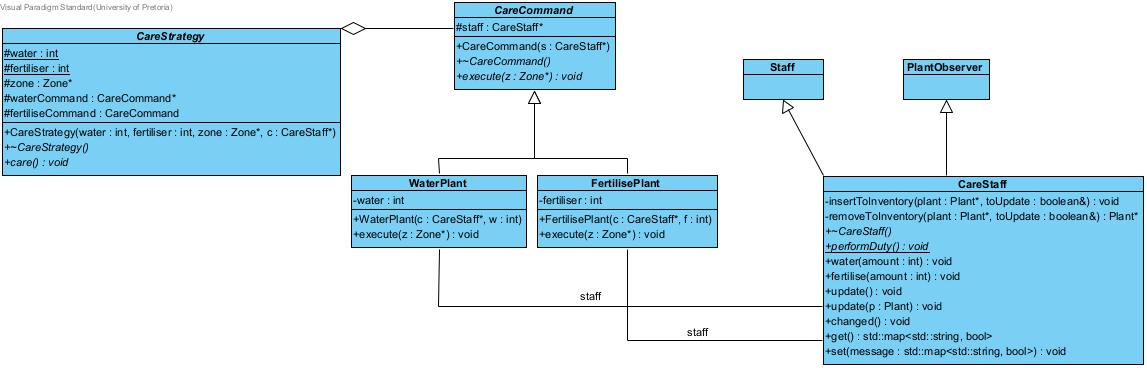 Visual Paradigm Standard(University of Pretoria)
CareStrategy
#water : int
#fertiliser : int
#zone : Zone*
#waterCommand : CareCommand*
#fertiliseCommand : CareCommand
+CareStrategy(water : int, fertiliser : int, zone : Zone*, c : CareStaff*)
+~CareStrategy()
+care() : void
CareCommand
#staff : CareStaff*
+CareCommand(s : CareStaff*)
+~CareCommand()
+execute(z : Zone*) : void
Staff
PlantObserver
WaterPlant
-water : int
+WaterPlant(c : CareStaff*, w : int)
+execute(z : Zone*) : void
FertilisePlant
-fertiliser : int
+FertilisePlant(c : CareStaff*, f : int)
+execute(z : Zone*) : void
CareStaff
-insertToInventory(plant : Plant*, toUpdate : boolean&) : void
-removeToInventory(plant : Plant*, toUpdate : boolean&) : Plant*
+~CareStaff()
+performDuty() : void
+water(amount : int) : void
+fertilise(amount : int) : void
+update() : void
+update(p : Plant) : void
+changed() : void
+get() : std::map<std::string, bool>
+set(message : std::map<std::string, bool>) : void
staff
staff